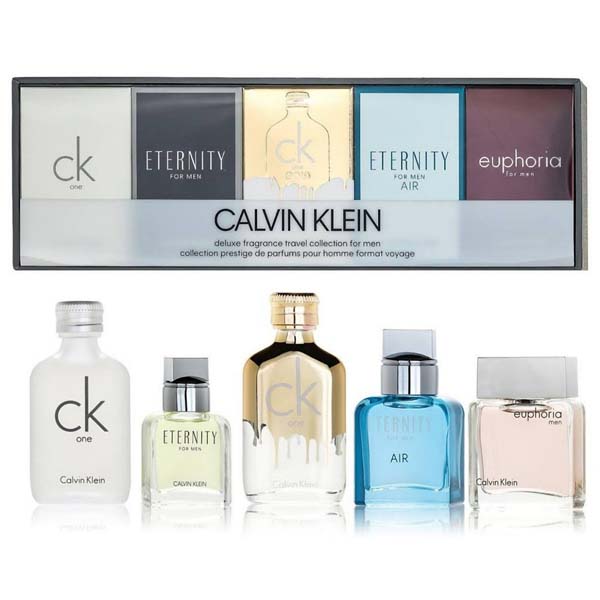 ck
one
ETERNITY
FOR MEN
ck
one
ETERNITY
FOR MEN
AIR
euphoria
for men
CALVIN KLEIN
deluxe fragrance travel collection for men
collection prestige de parfums pour homme format voyage
ck
one
Calvin Klein
ETERNITY
FOR MEN
CALVIN KLEIN
ck
one
Calvin Klein
ETERNITY
FOR MEN
AIR
euphoria
men
Calvin Klein